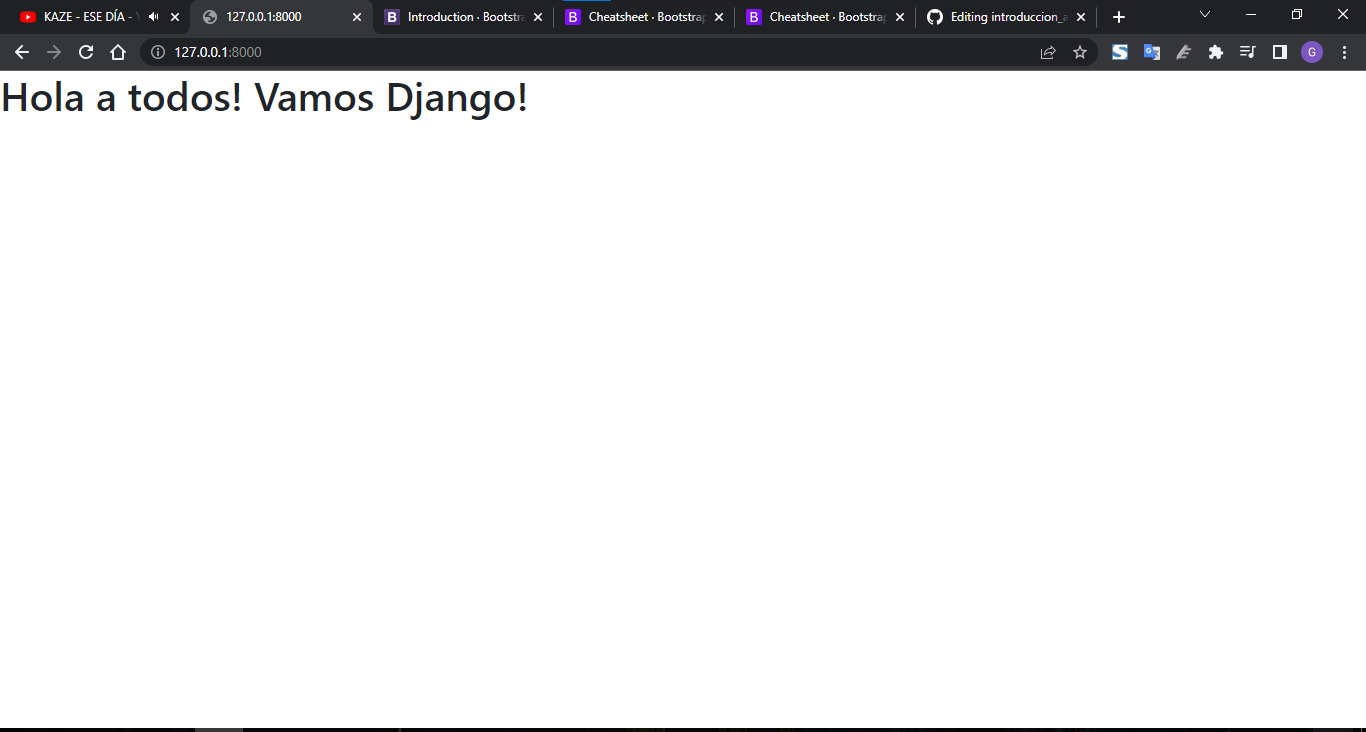 KAZE - ESE DÍA -
127.0.0.1:8000
Introduction · Bootstra
Cheatsheet · Bootstrap
Cheatsheet · Bootstrap
Editing introduccion_a
127.0.0.1:8000
G
Hola a todos! Vamos Django!